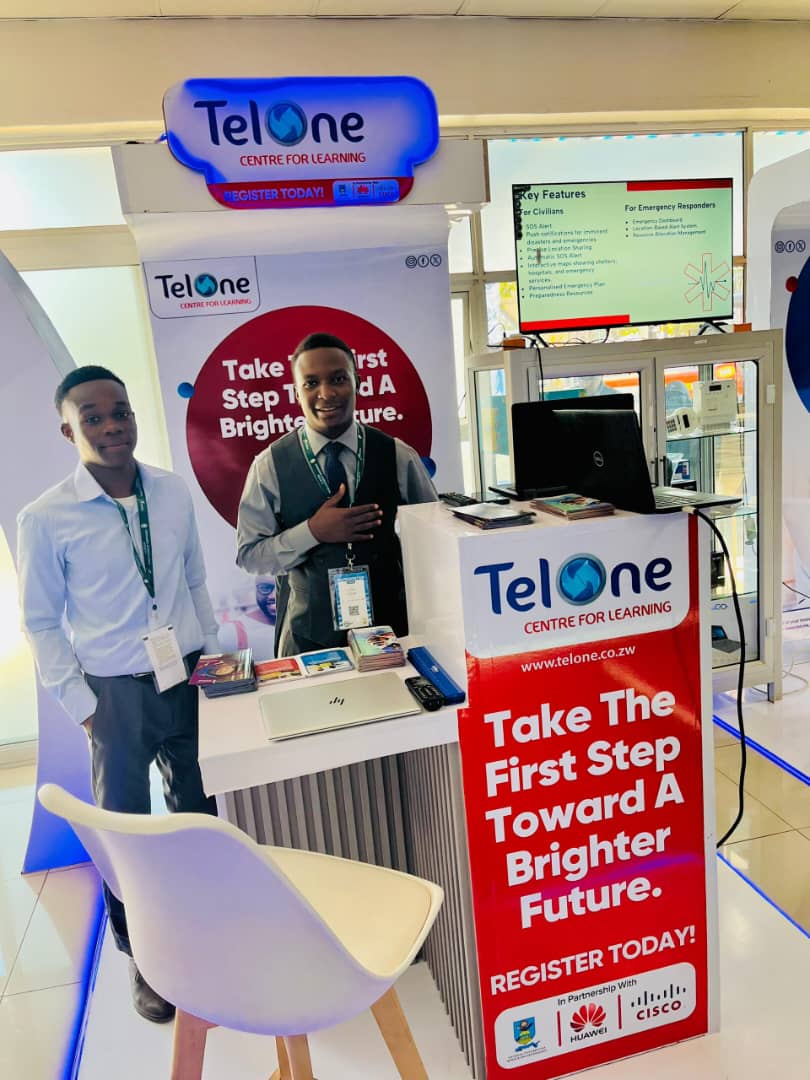 TelOne
CENTRE FOR LEARNING
REGISTER TODAY!
Key Features
For Civilians
SOS Alert
Push notifications for imminent
disasters and emergencies
Location Sharing
Automatic SOS Alert
Interactive maps showing shelters,
hospitals, and emergency
services.
Personalised Emergency Plan
Preparedness Resources
For Emergency Responders
Emergency Dashboard
Location Based Alert System
Resource Allocation Management
TelOne
CENTRE FOR LEARNING
Take First
Step Toward A
Brighter Future.
DELL
hp
TelOne
CENTRE FOR LEARNING
www.telone.co.zw
Take The
First Step
Toward A
Brighter
Future.
REGISTER TODAY!
In Partnership With
HUAWEI
CISCO